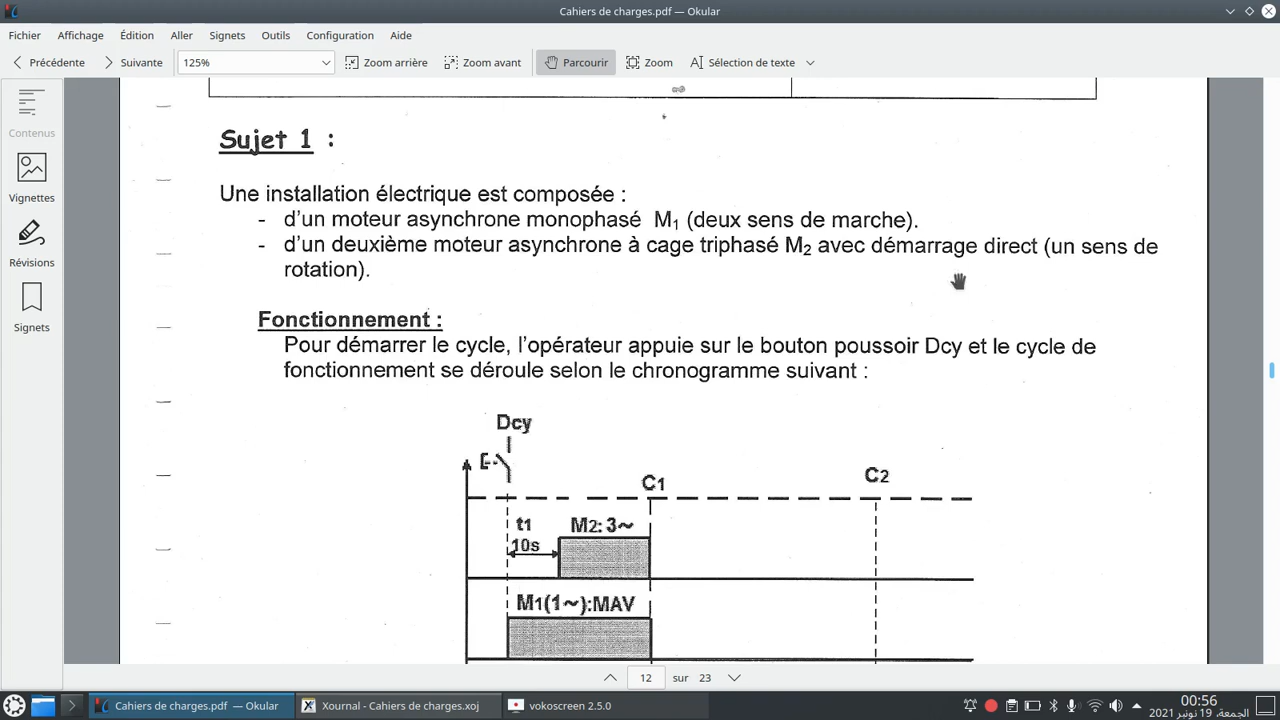 Cahiers de charges.pdf — Okular
Fichier Affichage Édition Aller Signets Outils Configuration Aide
Précédente Suivante 125% Zoom arrière Zoom avant Parcourir Zoom Sélection de texte
Contenus
Vignettes
Révisions
Signets
Sujet 1 :
Une installation électrique est composée :
- d'un moteur asynchrone monophasé M1 (deux sens de marche).
- d'un deuxième moteur asynchrone à cage triphasé M2 avec démarrage direct (un sens de
rotation).
Fonctionnement :
Pour démarrer le cycle, l'opérateur appuie sur le bouton poussoir Dcy et le cycle de
fonctionnement se déroule selon le chronogramme suivant :
Dcy
C1
C2
t1
M2: 3~
10s
M1(1~):MAV
12 sur 23
Cahiers de charges.pdf — Okular
Xournal - Cahiers de charges.xoj
vokoscreen 2.5.0
00:56
الجمعة, 19 نونبر 2021